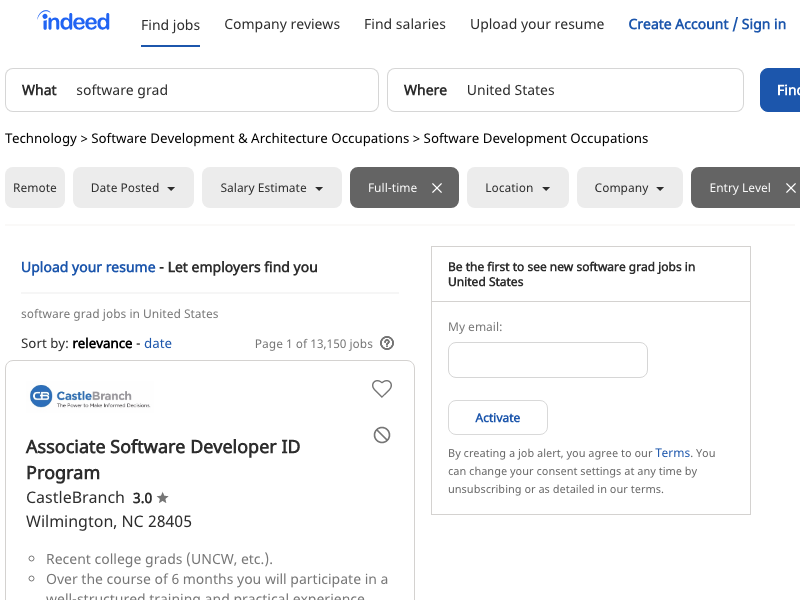 indeed
Find jobs
Company reviews
Find salaries
Upload your resume
Create Account / Sign in
What software grad
Where United States
Technology > Software Development & Architecture Occupations > Software Development Occupations
Remote
Date Posted
Salary Estimate
Full-time
Location
Company
Entry Level
Upload your resume - Let employers find you
software grad jobs in United States
Sort by: relevance - date
Page 1 of 13,150 jobs
CastleBranch
The Power to Make Informed Decisions.
Associate Software Developer ID
Program
CastleBranch 3.0
Wilmington, NC 28405
Recent college grads (UNCW, etc.).
Over the course of 6 months you will participate in a
well-structured training and practical experience
Be the first to see new software grad jobs in
United States
My email:
Activate
By creating a job alert, you agree to our Terms. You
can change your consent settings at any time by
unsubscribing or as detailed in our terms.